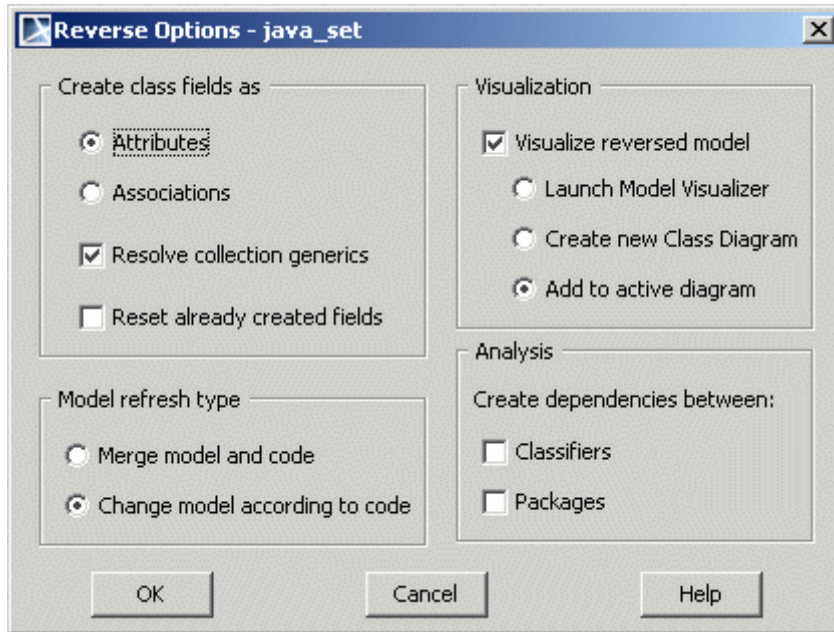 Reverse Options - java_set
Create class fields as
Attributes
Associations
Resolve collection generics
Reset already created fields
Model refresh type
Merge model and code
Change model according to code
Visualization
Visualize reversed model
Launch Model Visualizer
Create new Class Diagram
Add to active diagram
Analysis
Create dependencies between:
Classifiers
Packages
OK
Cancel
Help